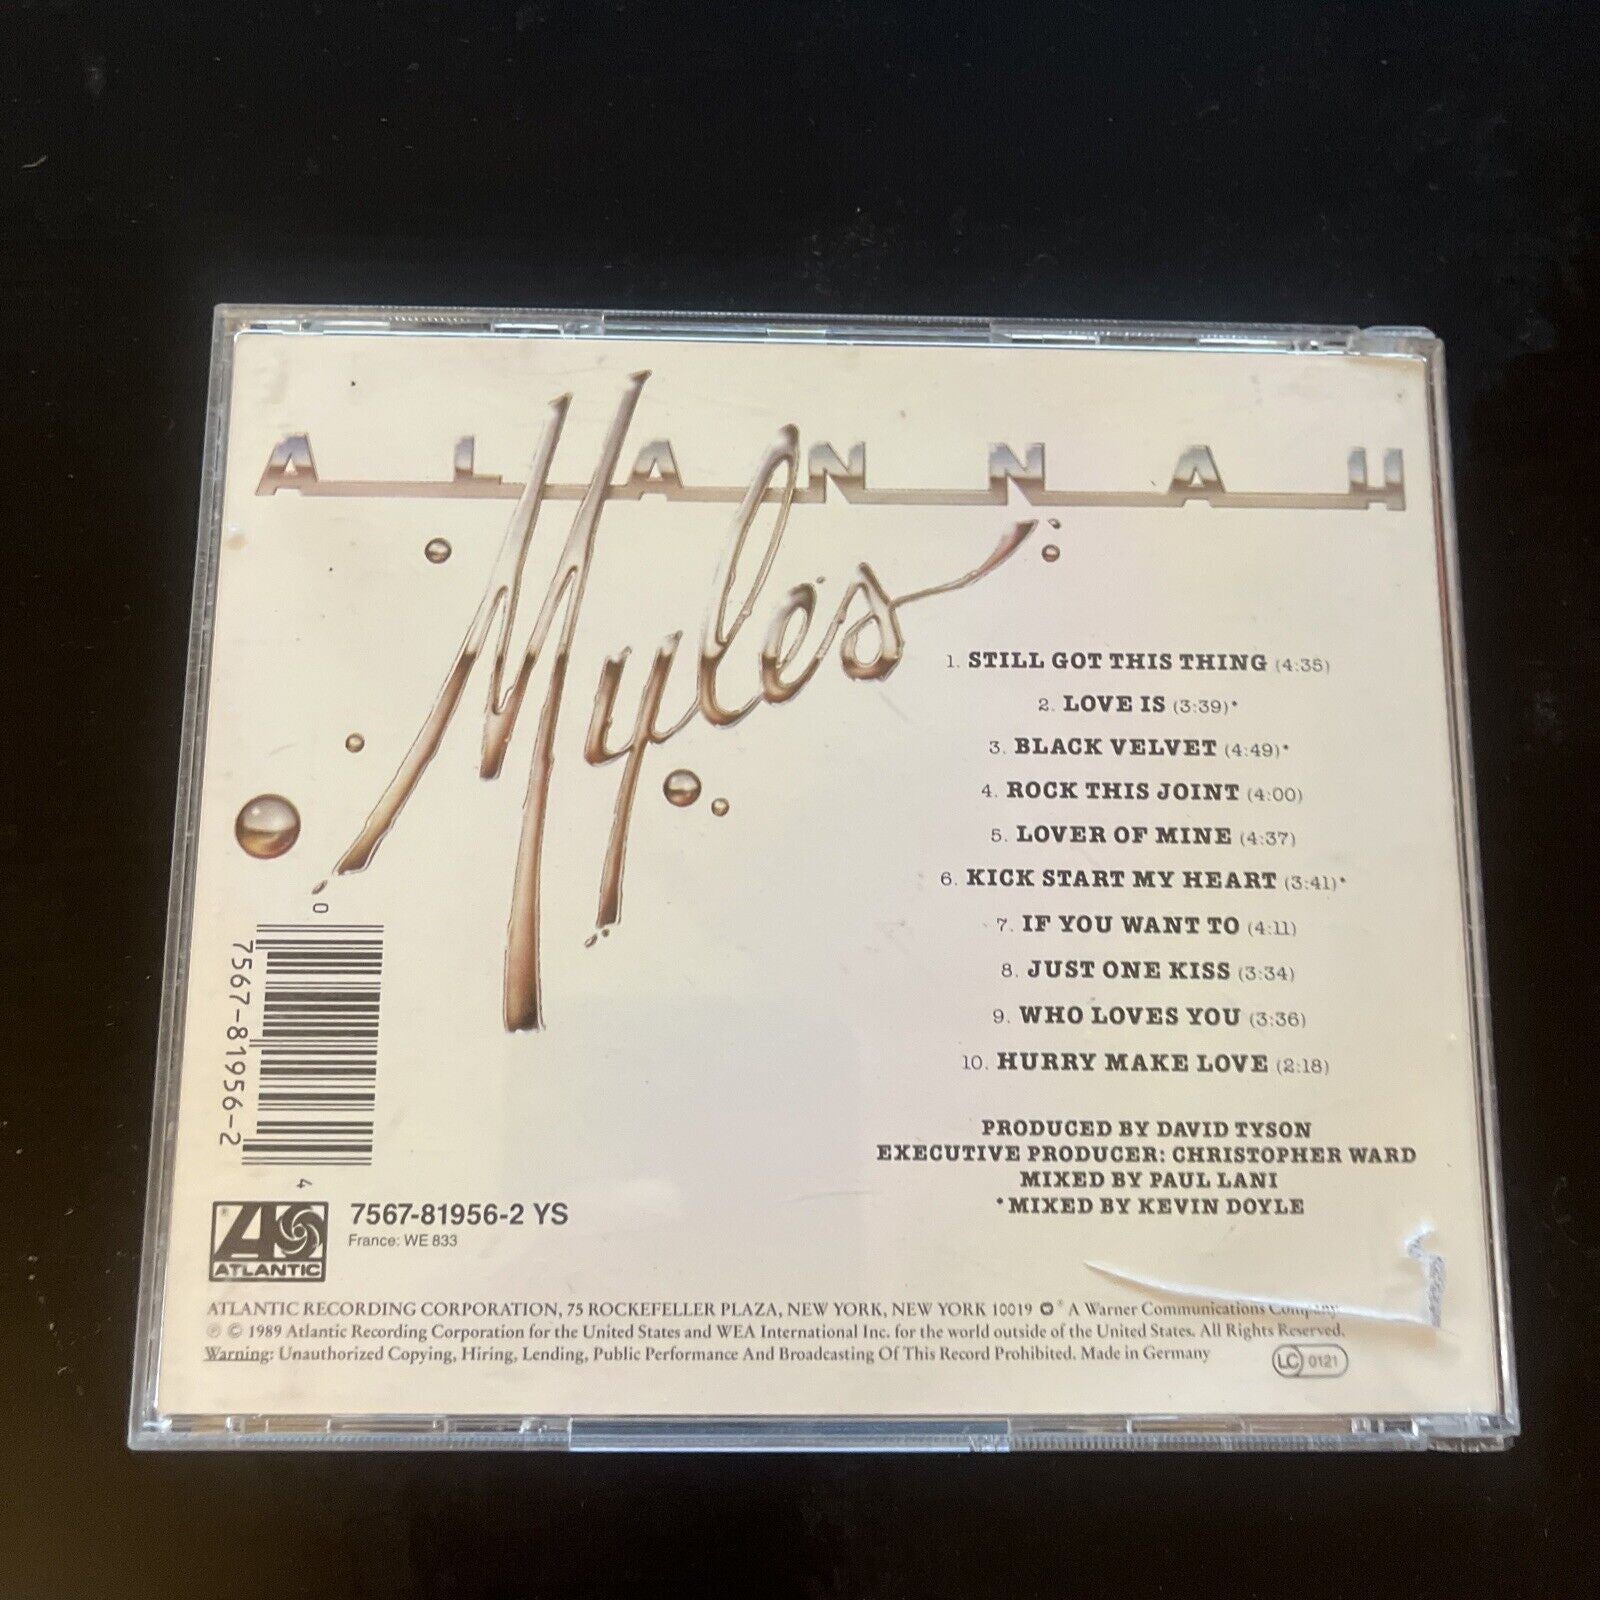 ALANNAH
Myles
1. STILL GOT THIS THING (4:35)
2. LOVE IS (3:39)*
3. BLACK VELVET (4:49)*
4. ROCK THIS JOINT (4:00)
5. LOVER OF MINE (4:37)
6. KICK START MY HEART (3:41)*
7. IF YOU WANT TO (4:11)
8. JUST ONE KISS (3:34)
9. WHO LOVES YOU (3:36)
10. HURRY MAKE LOVE (2:18)
PRODUCED BY DAVID TYSON
EXECUTIVE PRODUCER: CHRISTOPHER WARD
MIXED BY PAUL LANI
*MIXED BY KEVIN DOYLE
0
7567-81956-2
4
ATLANTIC ®
7567-81956-2 YS
France: WE 833
ATLANTIC RECORDING CORPORATION, 75 ROCKEFELLER PLAZA, NEW YORK, NEW YORK 10019 ® A Warner Communications Company
℗ © 1989 Atlantic Recording Corporation for the United States and WEA International Inc. for the world outside of the United States. All Rights Reserved.
Warning: Unauthorized Copying, Hiring, Lending, Public Performance And Broadcasting Of This Record Prohibited. Made in Germany
LC 0121